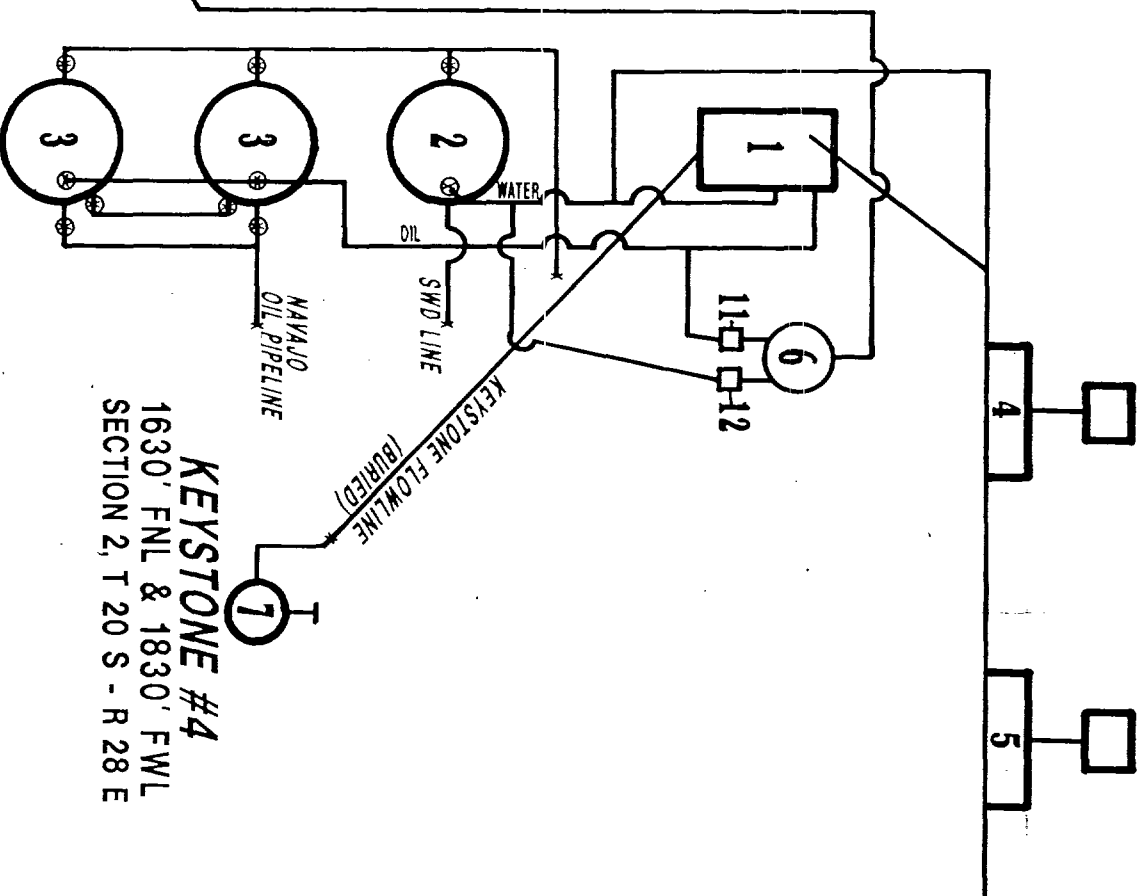 3
3
2
1
WATER
OIL
11
6
12
4
5
SWD LINE
NAVAJO
OIL PIPELINE
KEYSTONE FLOWLINE
(BURIED)
7
KEYSTONE #4
1630' FNL & 1830' FWL
SECTION 2, T 20 S - R 28 E